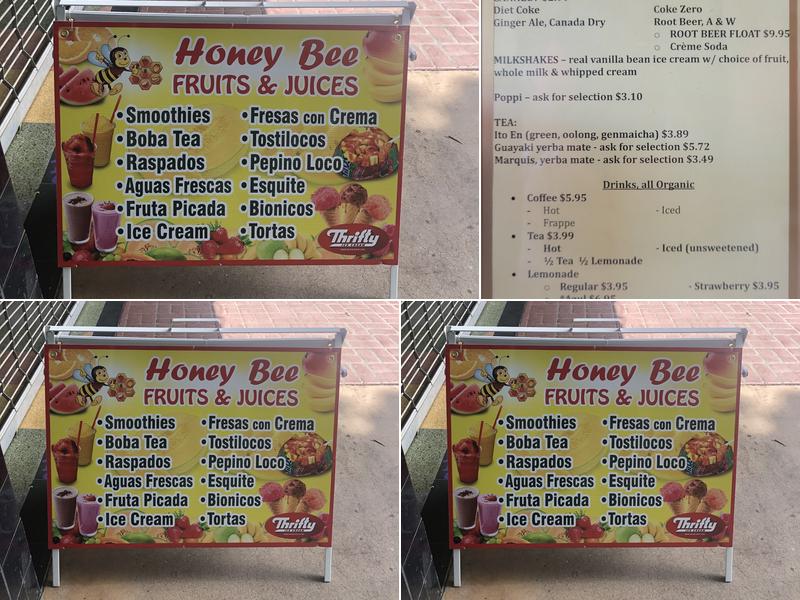 Honey Bee
FRUITS & JUICES
•Smoothies
•Boba Tea
•Raspados
•Aguas Frescas
•Fruta Picada
•Ice Cream
•Fresas con Crema
•Tostilocos
•Pepino Loco
•Esquite
•Bionicos
•Tortas
Thrifty
ICE CREAM
Diet Coke Coke Zero
Ginger Ale, Canada Dry Root Beer, A & W
o ROOT BEER FLOAT $9.95
o Crème Soda
MILKSHAKES – real vanilla bean ice cream w/ choice of fruit,
whole milk & whipped cream
Poppi – ask for selection $3.10
TEA:
Ito En (green, oolong, genmaicha) $3.89
Guayaki yerba mate - ask for selection $5.72
Marquis, yerba mate - ask for selection $3.49
Drinks, all Organic
• Coffee $5.95
- Hot - Iced
- Frappe
• Tea $3.99
- Hot - Iced (unsweetened)
- ½ Tea ½ Lemonade
• Lemonade
o Regular $3.95 - Strawberry $3.95
Honey Bee
FRUITS & JUICES
•Smoothies
•Boba Tea
•Raspados
•Aguas Frescas
•Fruta Picada
•Ice Cream
•Fresas con Crema
•Tostilocos
•Pepino Loco
•Esquite
•Bionicos
•Tortas
Thrifty
ICE CREAM
Honey Bee
FRUITS & JUICES
•Smoothies
•Boba Tea
•Raspados
•Aguas Frescas
•Fruta Picada
•Ice Cream
•Fresas con Crema
•Tostilocos
•Pepino Loco
•Esquite
•Bionicos
•Tortas
Thrifty
ICE CREAM